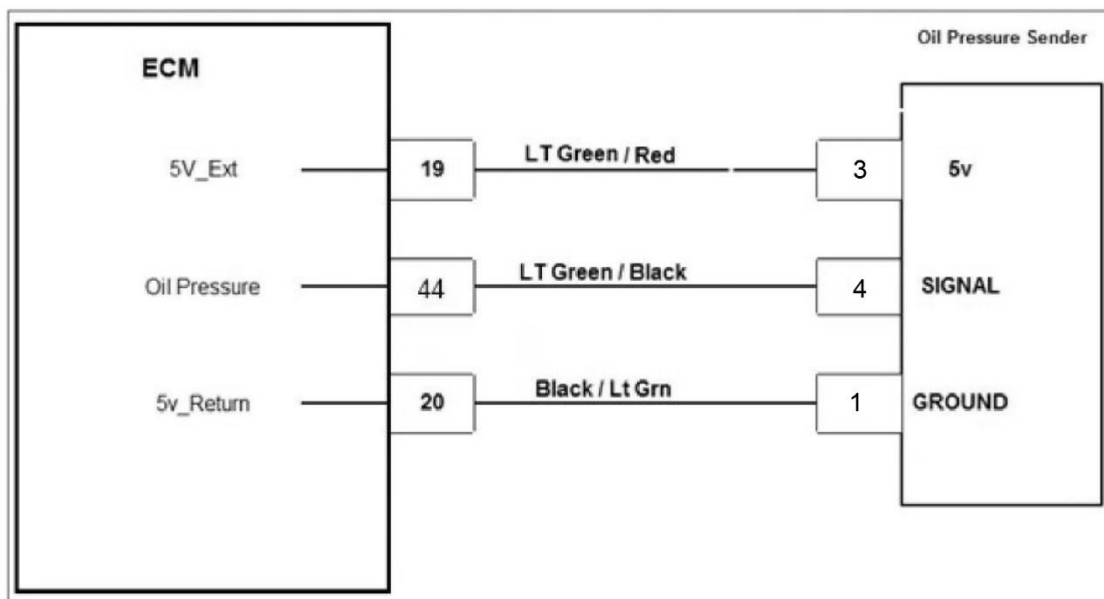 Oil Pressure Sender
ECM
5V_Ext 19 LT Green / Red 3 5v
Oil Pressure 44 LT Green / Black 4 SIGNAL
5v_Return 20 Black / Lt Grn 1 GROUND